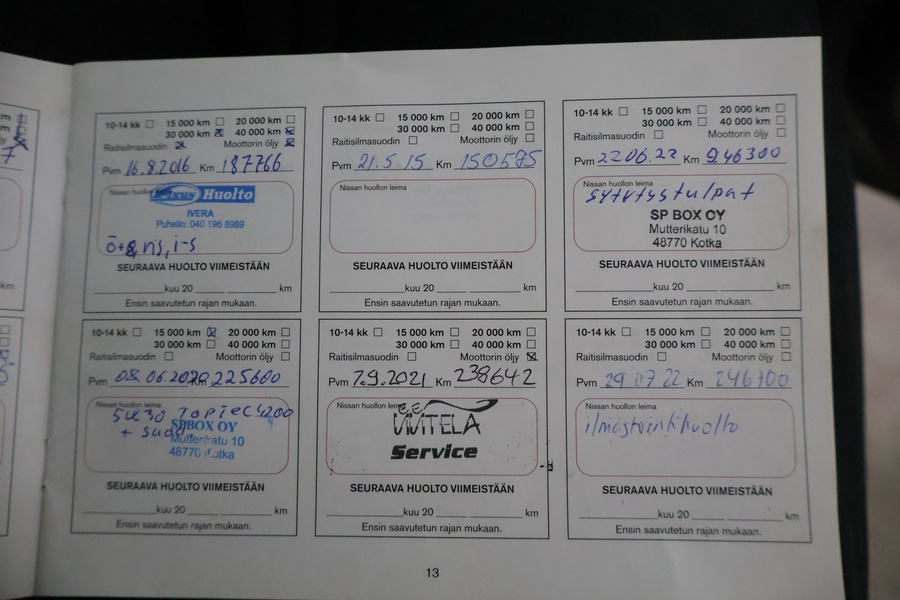 10-14 kk 15 000 km 20 000 km
30 000 km 40 000 km
Raitisilmasuodin Moottorin öljy
Pvm 16.8.2016 Km 187766
Nissan huollon leima
Huolto
IVERA
Puhelin: 040 196 8989
SEURAAVA HUOLTO VIIMEISTÄÄN
kuu 20 km
Ensin saavutetun rajan mukaan.
10-14 kk 15 000 km 20 000 km
30 000 km 40 000 km
Raitisilmasuodin Moottorin öljy
Pvm 21.5.15 Km 150595
Nissan huollon leima
SEURAAVA HUOLTO VIIMEISTÄÄN
kuu 20 km
Ensin saavutetun rajan mukaan.
10-14 kk 15 000 km 20 000 km
30 000 km 40 000 km
Raitisilmasuodin Moottorin öljy
Pvm 22.06.22 Km 246300
Nissan huollon leima
sytytystulpat
SP BOX OY
Mutterikatu 10
48770 Kotka
SEURAAVA HUOLTO VIIMEISTÄÄN
kuu 20 km
Ensin saavutetun rajan mukaan.
10-14 kk 15 000 km 20 000 km
30 000 km 40 000 km
Raitisilmasuodin Moottorin öljy
Pvm 08.06.2020 Km 225600
Nissan huollon leima
5W30 TOPTEC 4200
+ suod
SP BOX OY
Mutterikatu 10
48770 Kotka
SEURAAVA HUOLTO VIIMEISTÄÄN
kuu 20 km
Ensin saavutetun rajan mukaan.
10-14 kk 15 000 km 20 000 km
30 000 km 40 000 km
Raitisilmasuodin Moottorin öljy
Pvm 7.9.2021 Km 238642
Nissan huollon leima
Service
SEURAAVA HUOLTO VIIMEISTÄÄN
kuu 20 km
Ensin saavutetun rajan mukaan.
10-14 kk 15 000 km 20 000 km
30 000 km 40 000 km
Raitisilmasuodin Moottorin öljy
Pvm 29 07 22 Km 246700
Nissan huollon leima
ilmastointihuolto
SEURAAVA HUOLTO VIIMEISTÄÄN
kuu 20 km
Ensin saavutetun rajan mukaan.
13